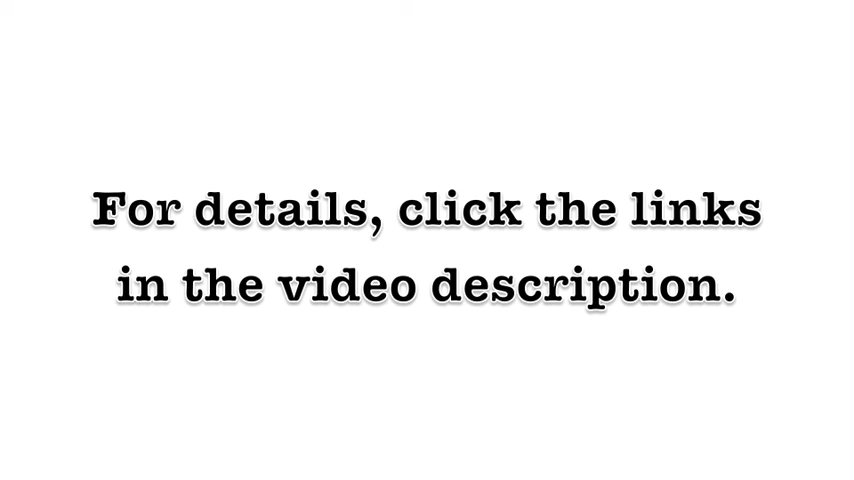 For details, click the links
in the video description.